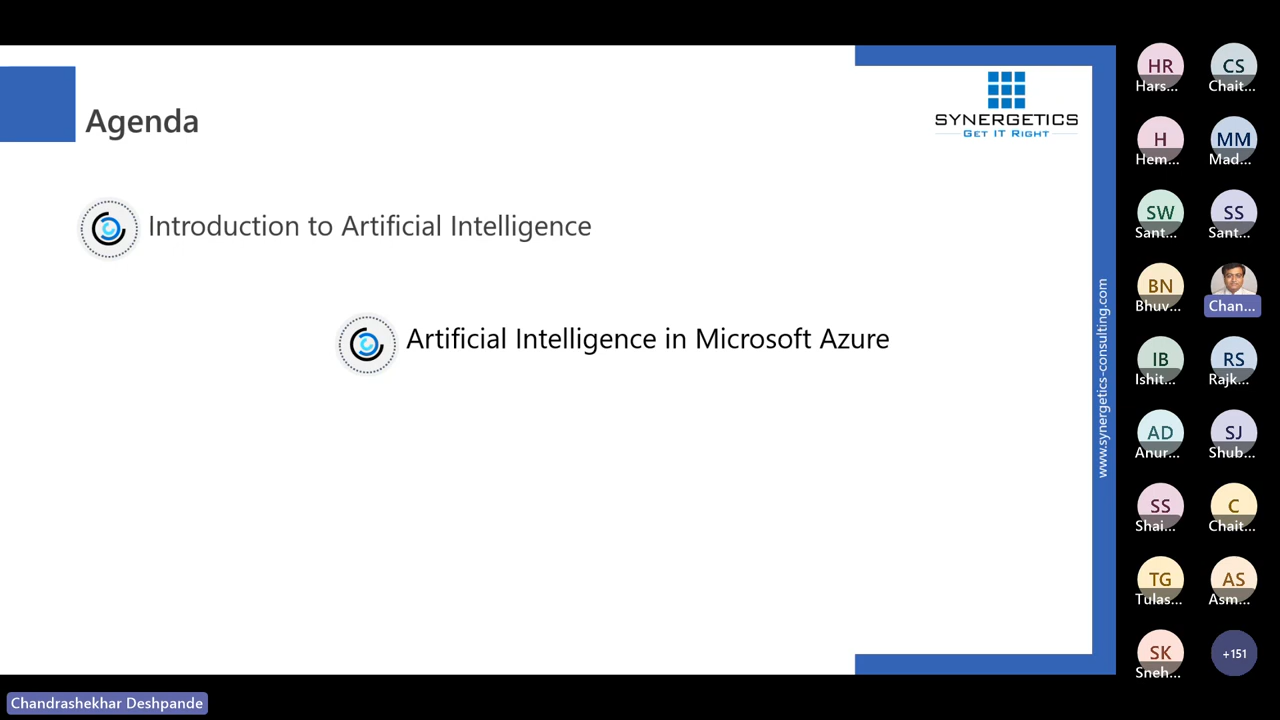 Agenda
SYNERGETICS
GET IT RIGHT
Introduction to Artificial Intelligence
Artificial Intelligence in Microsoft Azure
www.synergetics-consulting.com
HR
Hars...
CS
Chait...
H
Hem...
MM
Mad...
SW
Sant...
SS
Sant...
BN
Bhuv...
Chan...
IB
Ishit...
RS
Rajk...
AD
Anur...
SJ
Shub...
SS
Shai...
C
Chait...
TG
Tulas...
AS
Asm...
SK
Sneh...
+151
Chandrashekhar Deshpande